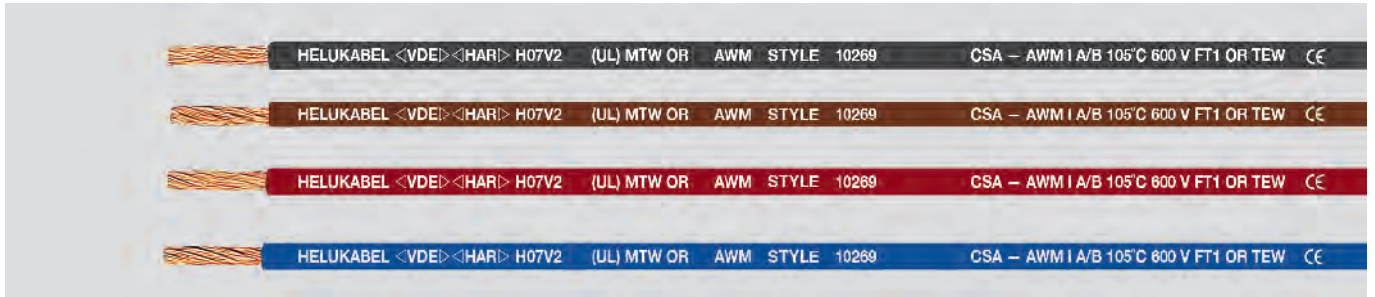 HELUKABEL ◁VDE▷ ◁HAR▷ H07V2 (UL) MTW OR AWM STYLE 10269 CSA – AWM I A/B 105°C 600 V FT1 OR TEW CE
HELUKABEL ◁VDE▷ ◁HAR▷ H07V2 (UL) MTW OR AWM STYLE 10269 CSA – AWM I A/B 105°C 600 V FT1 OR TEW CE
HELUKABEL ◁VDE▷ ◁HAR▷ H07V2 (UL) MTW OR AWM STYLE 10269 CSA – AWM I A/B 105°C 600 V FT1 OR TEW CE
HELUKABEL ◁VDE▷ ◁HAR▷ H07V2 (UL) MTW OR AWM STYLE 10269 CSA – AWM I A/B 105°C 600 V FT1 OR TEW CE